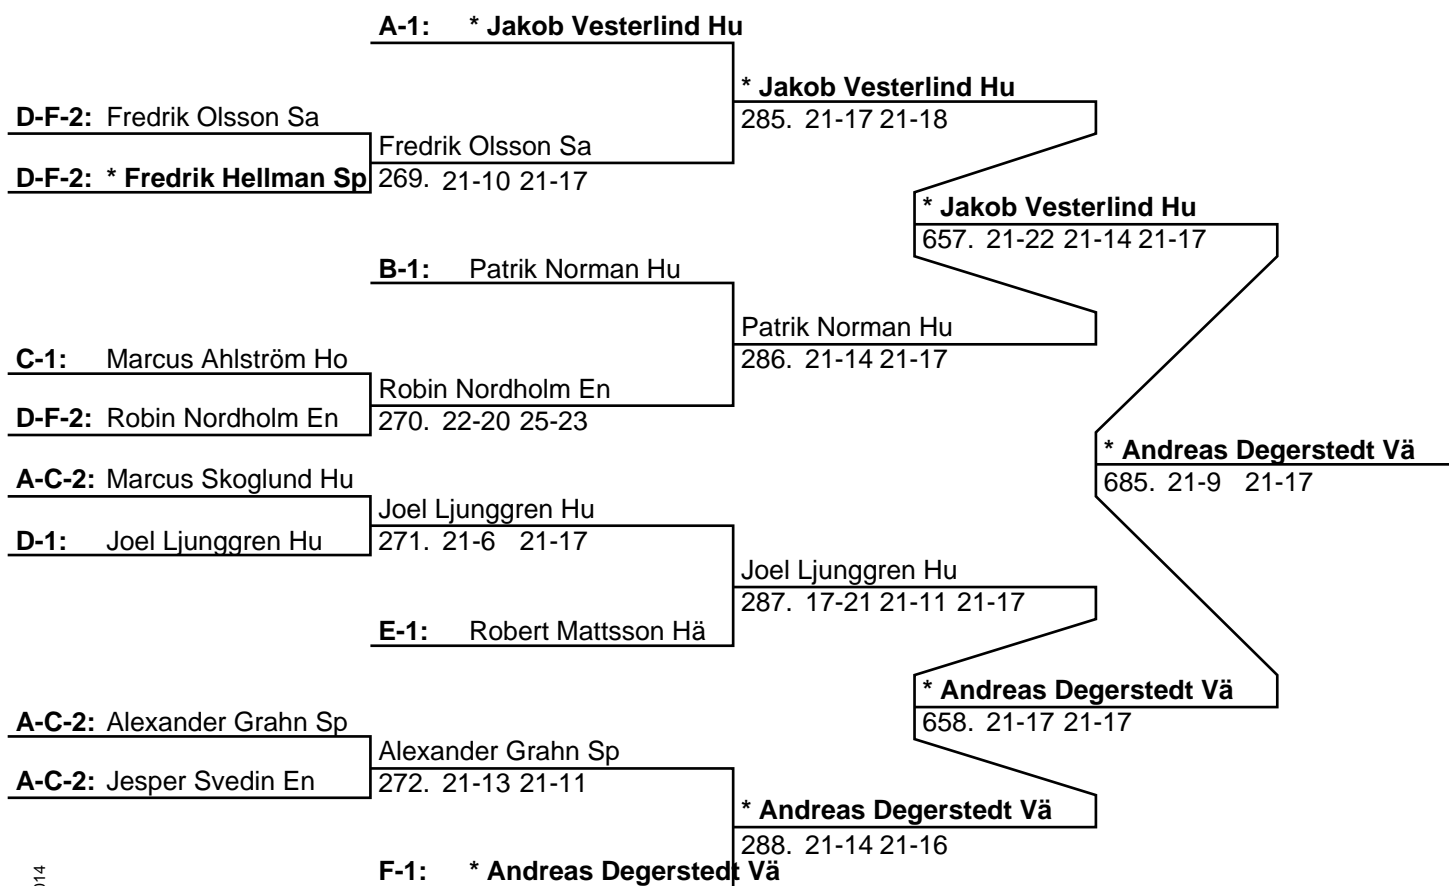 A-1: * Jakob Vesterlind Hu
* Jakob Vesterlind Hu
285. 21-17 21-18
D-F-2: Fredrik Olsson Sa
Fredrik Olsson Sa
D-F-2: * Fredrik Hellman Sp
269. 21-10 21-17
* Jakob Vesterlind Hu
657. 21-22 21-14 21-17
B-1: Patrik Norman Hu
Patrik Norman Hu
286. 21-14 21-17
C-1: Marcus Ahlström Ho
Robin Nordholm En
D-F-2: Robin Nordholm En
270. 22-20 25-23
* Andreas Degerstedt Vä
685. 21-9 21-17
A-C-2: Marcus Skoglund Hu
Joel Ljunggren Hu
D-1: Joel Ljunggren Hu
271. 21-6 21-17
Joel Ljunggren Hu
287. 17-21 21-11 21-17
E-1: Robert Mattsson Hä
* Andreas Degerstedt Vä
658. 21-17 21-17
A-C-2: Alexander Grahn Sp
Alexander Grahn Sp
A-C-2: Jesper Svedin En
272. 21-13 21-11
* Andreas Degerstedt Vä
288. 21-14 21-16
F-1: * Andreas Degerstedt Vä